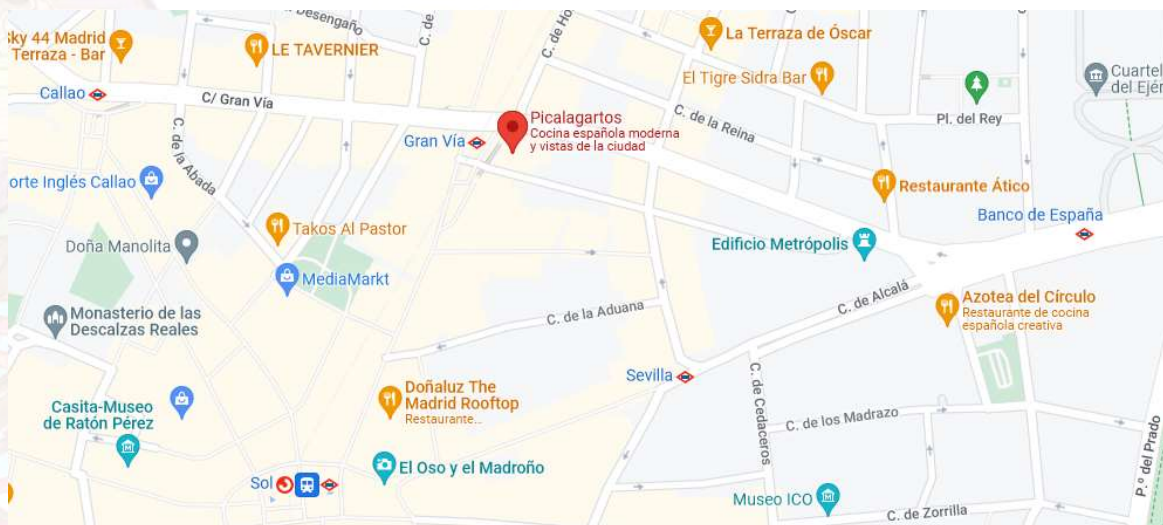 Desengaño
C. de
C. de Ho
Sky 44 Madrid
Terraza - Bar
LE TAVERNIER
La Terraza de Óscar
El Tigre Sidra Bar
Cuartel
del Ejér
Callao
C/ Gran Vía
Picalagartos
Cocina española moderna
y vistas de la ciudad
C. de la Reina
Pl. del Rey
Gran Vía
C. de la Abada
orte Inglés Callao
Restaurante Ático
Takos Al Pastor
Banco de España
Doña Manolita
Edificio Metrópolis
MediaMarkt
Monasterio de las
Descalzas Reales
C. de la Aduana
C. de Alcalá
Azotea del Círculo
Restaurante de cocina
española creativa
Sevilla
Doñaluz The
Madrid Rooftop
Restaurante...
Casita-Museo
de Ratón Pérez
C. de Cedaceros
C. de los Madrazo
P.º del Prado
El Oso y el Madroño
Sol
Museo ICO
C. de Zorrilla